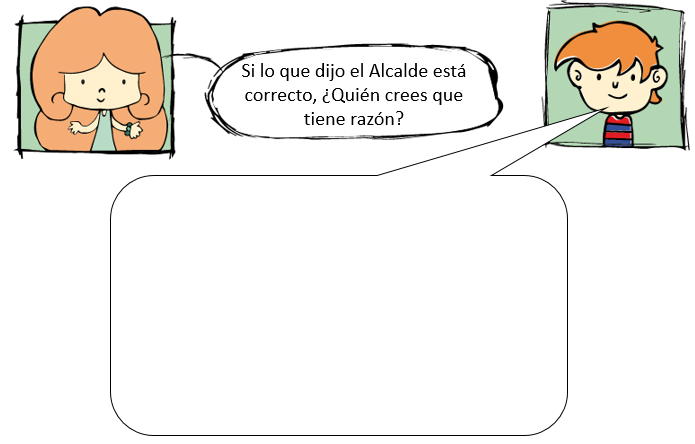 Si lo que dijo el Alcalde está
correcto, ¿Quién crees que
tiene razón?